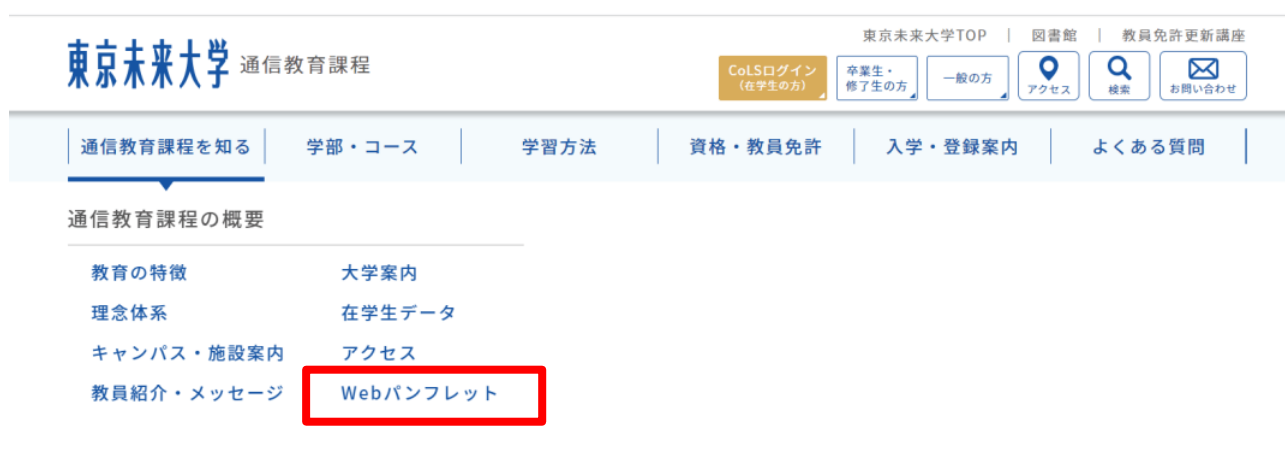 東京未来大学TOP | 図書館 | 教員免許更新講座
東京未来大学 通信教育課程
CoLSログイン
(在学生の方)
卒業生・
修了生の方
一般の方
アクセス
検索
お問い合わせ
通信教育課程を知る
学部・コース
学習方法
資格・教員免許
入学・登録案内
よくある質問
通信教育課程の概要
教育の特徴
大学案内
理念体系
在学生データ
キャンパス・施設案内
アクセス
教員紹介・メッセージ
Webパンフレット